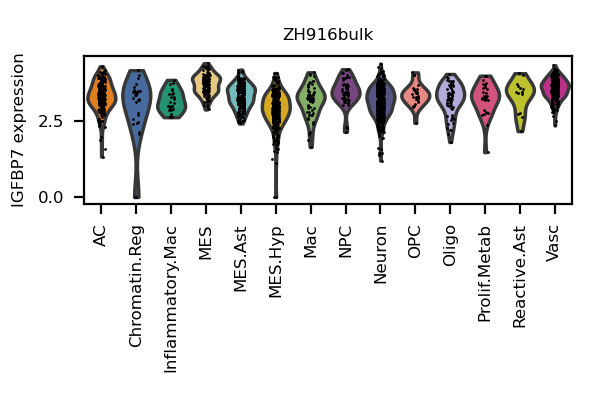 ZH916bulk
IGFBP7 expression
2.5
0.0
AC
Chromatin.Reg
Inflammatory.Mac
MES
MES.Ast
MES.Hyp
Mac
NPC
Neuron
OPC
Oligo
Prolif.Metab
Reactive.Ast
Vasc